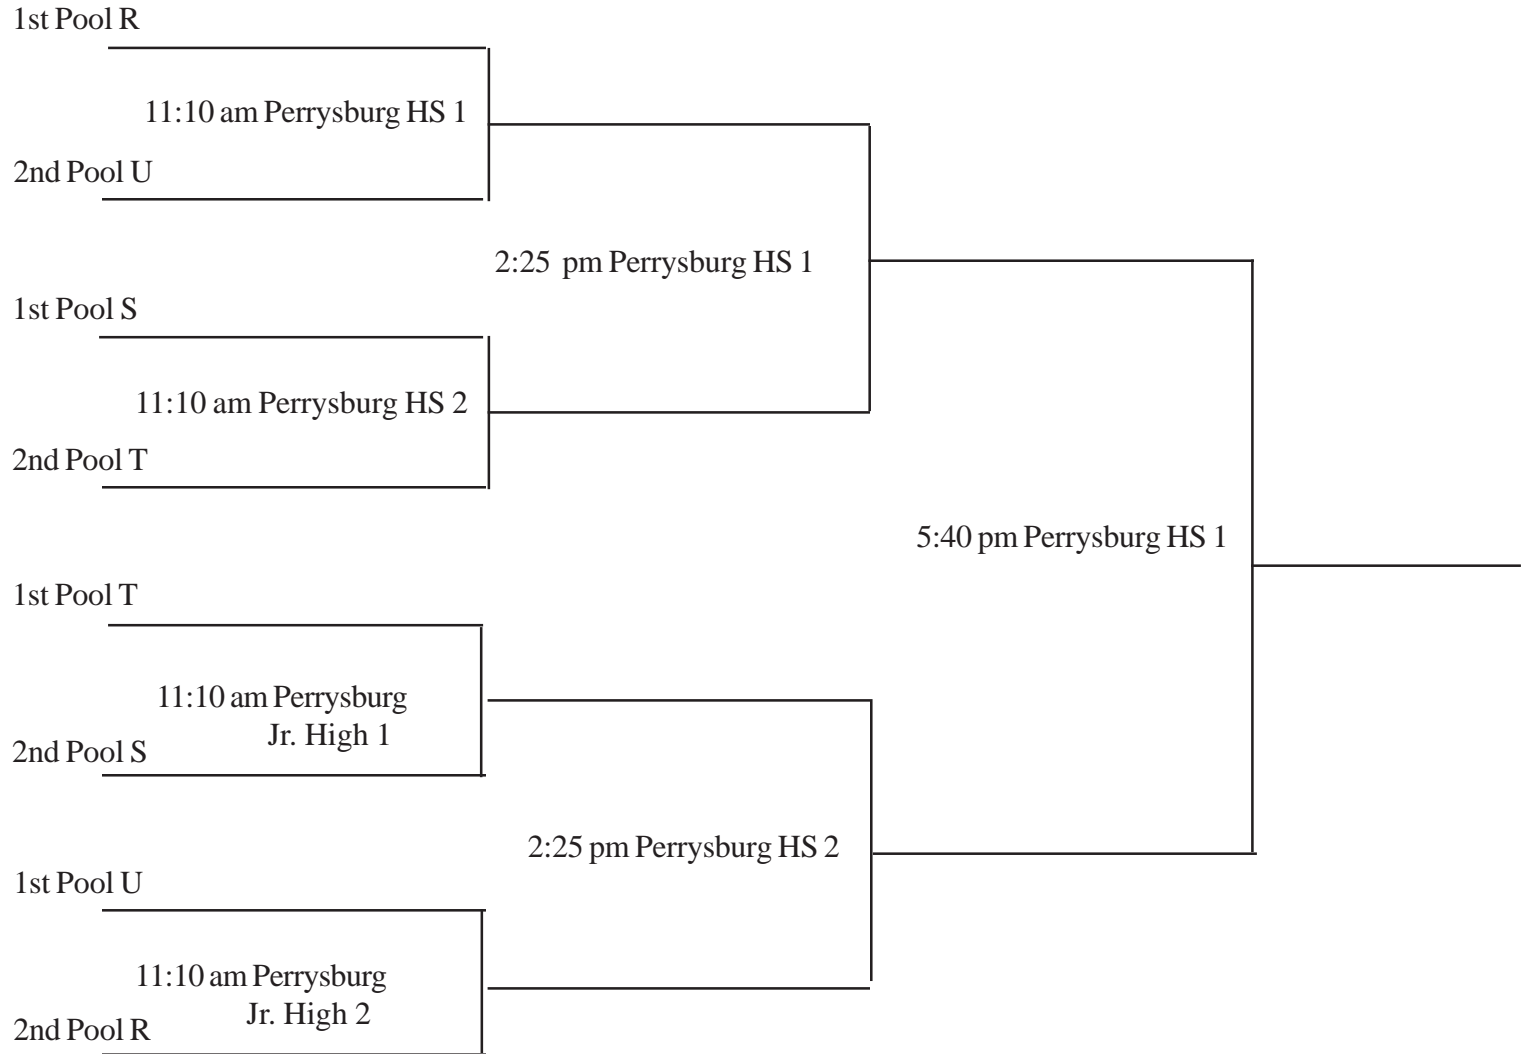 1st Pool R
11:10 am Perrysburg HS 1
2nd Pool U
2:25 pm Perrysburg HS 1
1st Pool S
11:10 am Perrysburg HS 2
2nd Pool T
5:40 pm Perrysburg HS 1
1st Pool T
11:10 am Perrysburg
Jr. High 1
2nd Pool S
2:25 pm Perrysburg HS 2
1st Pool U
11:10 am Perrysburg
Jr. High 2
2nd Pool R